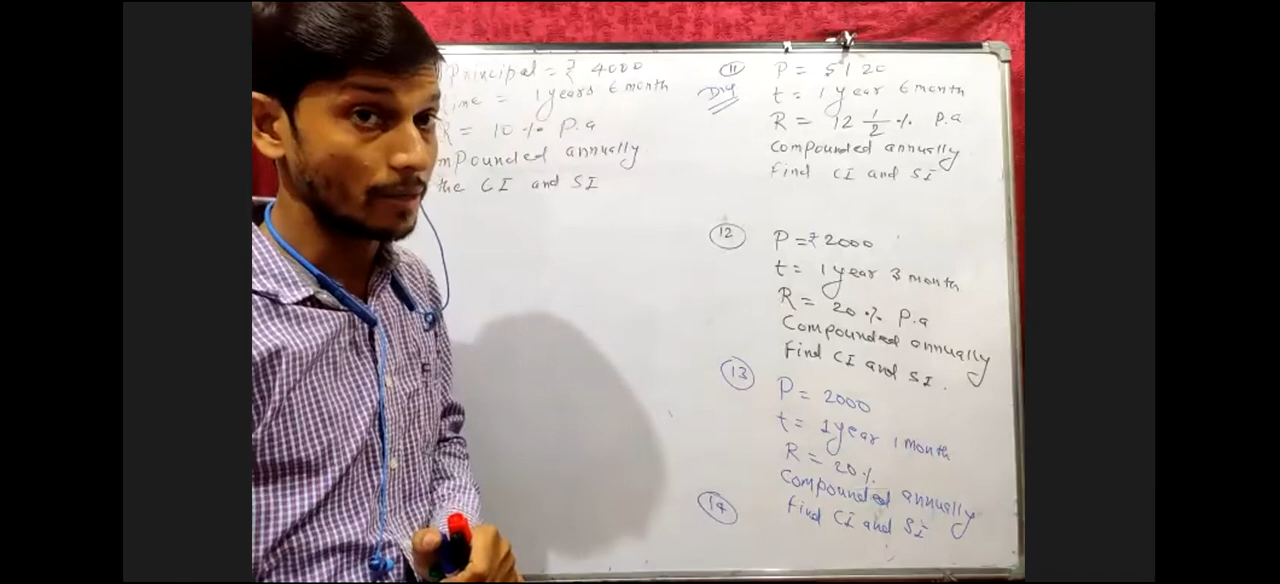 Principal = ₹ 4000
= 1 years 6 month
R = 10 % P.a
mpounded annually
the CI and SI
11 P = 5120
t = 1 year 6 month
R = 12 1/2 % P.a
Compounded annually
Find CI and SI
12 P = ₹ 2000
t = 1 year 3 month
R = 20 % P.a
Compounded annually
Find CI and SI.
13 P = 2000
t = 1 year 1 month
R = 20 %
Compounded annually
Find CI and SI
14